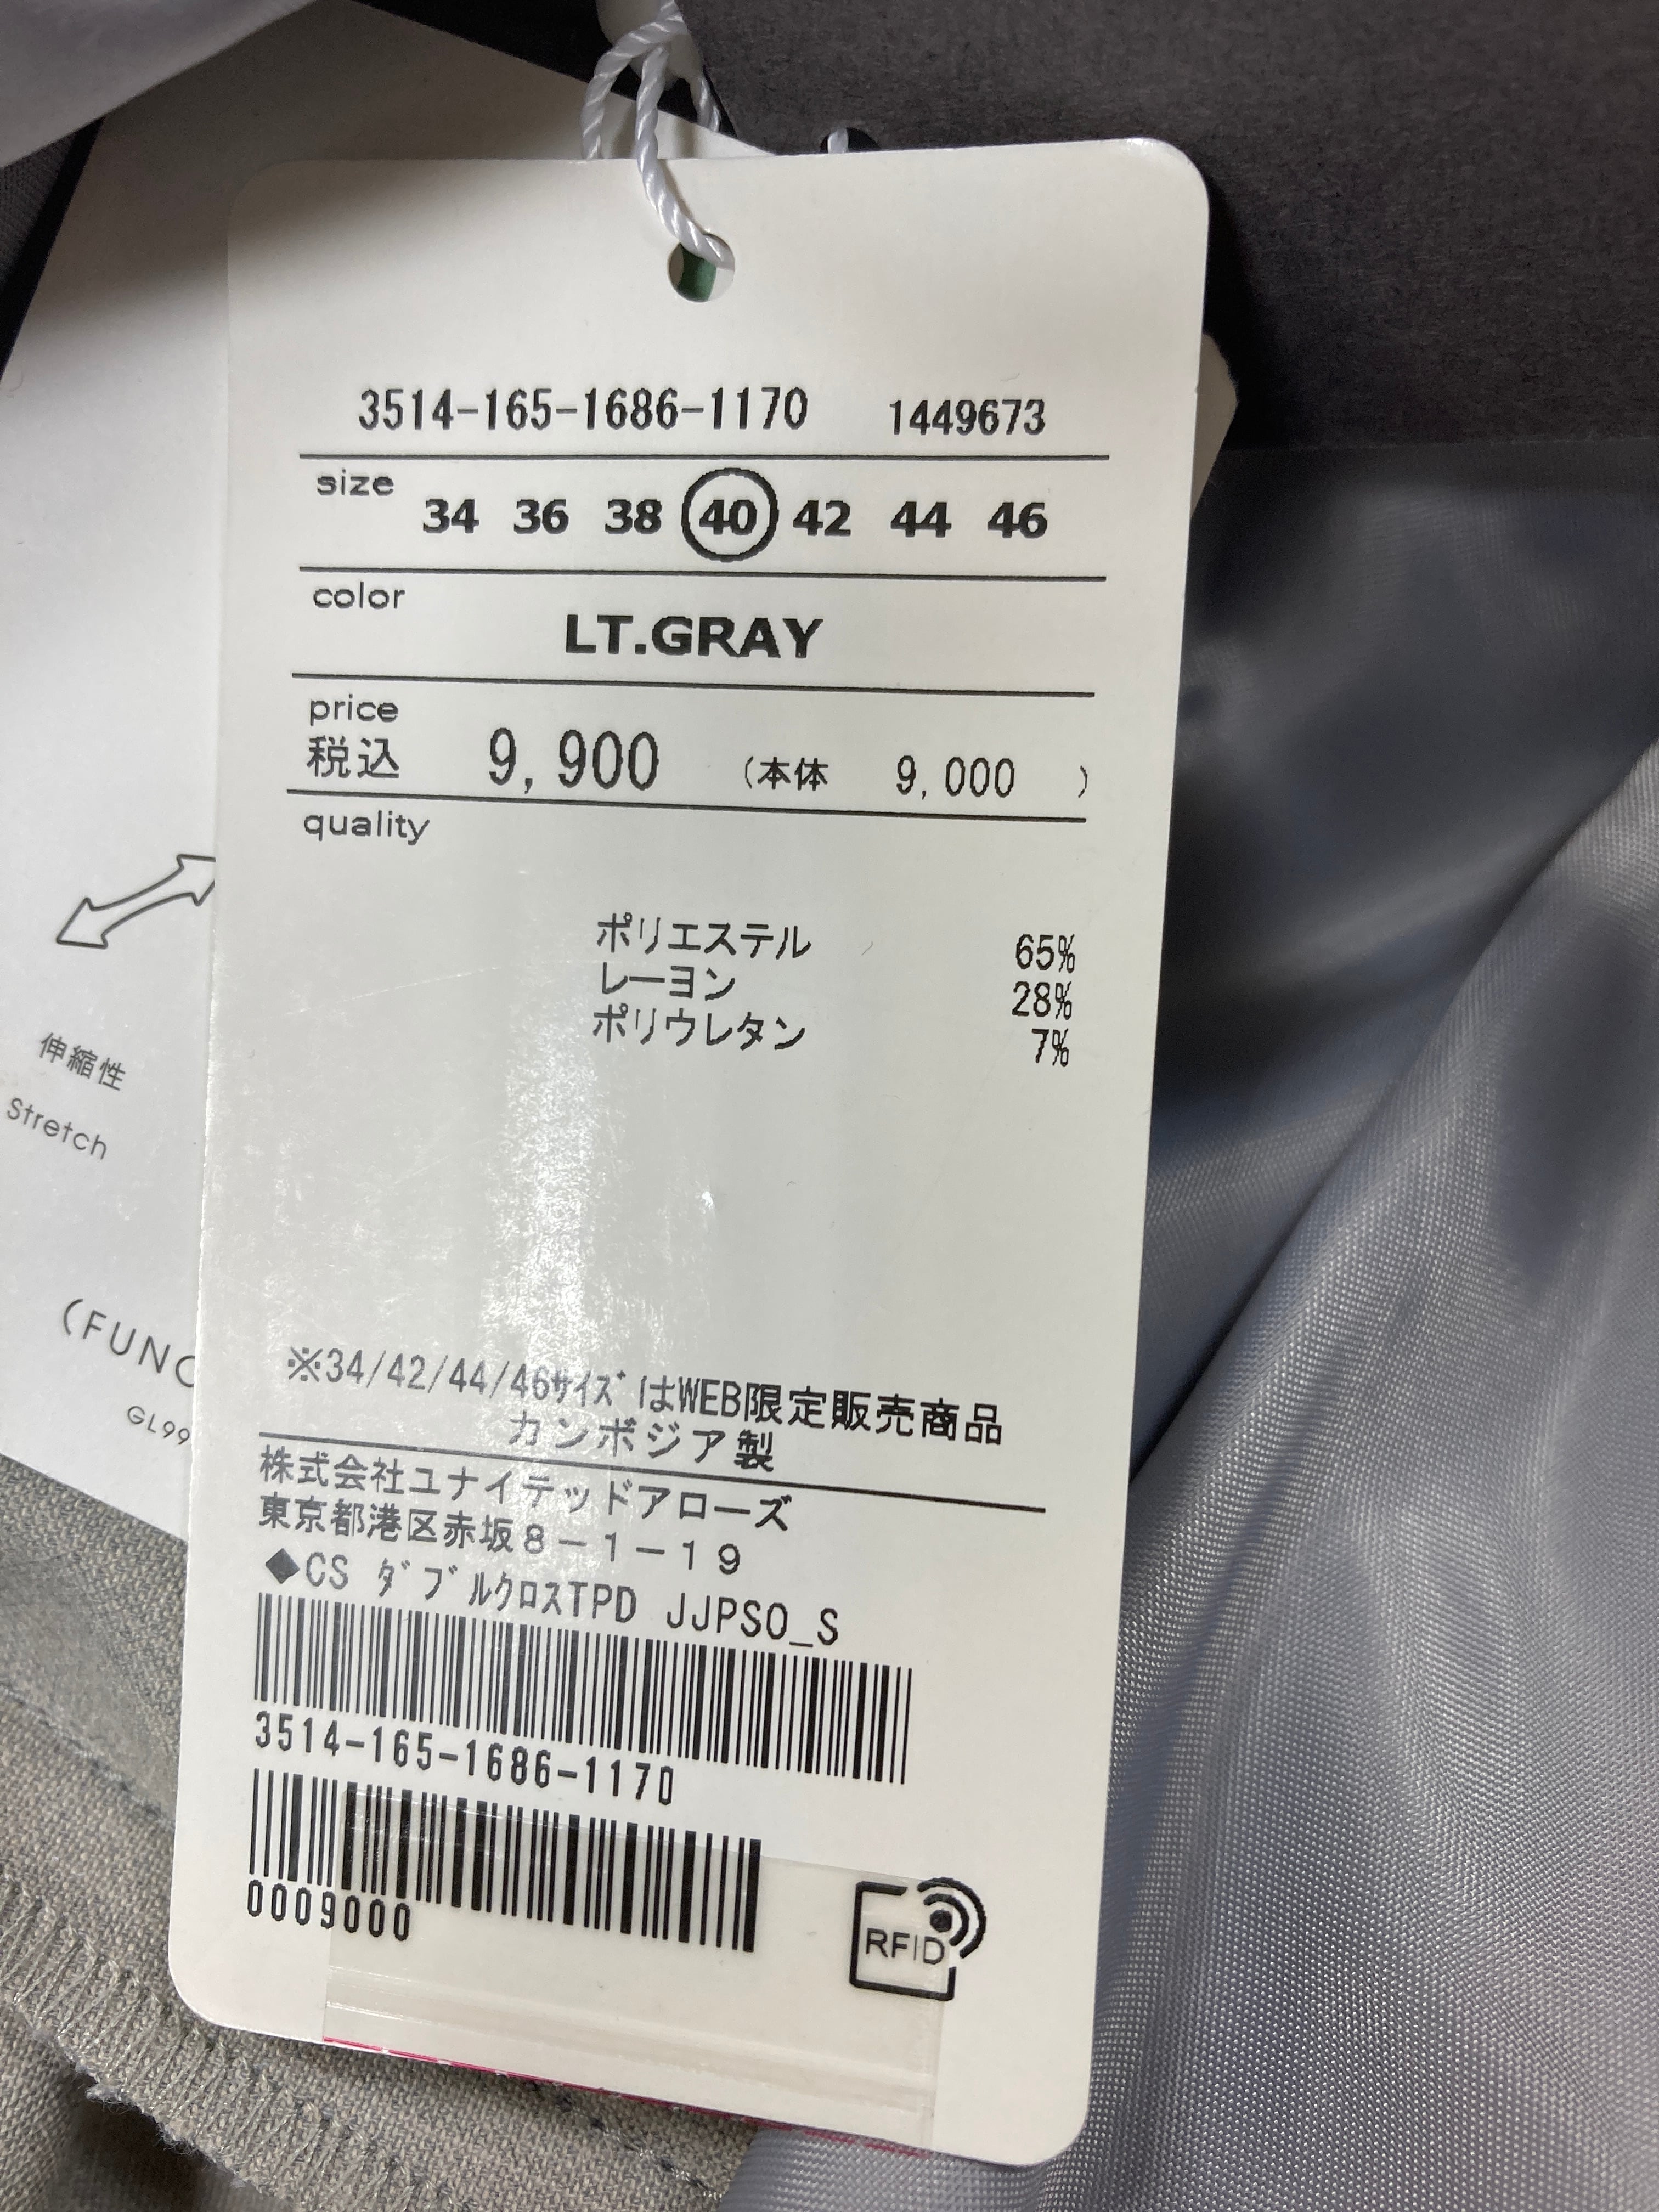 3514-165-1686-1170 1449673
size 34 36 38 40 42 44 46
color
LT.GRAY
price
税込 9,900 (本体 9,000 )
quality
ポリエステル 65%
レーヨン 28%
ポリウレタン 7%
※34/42/44/46ｻｲｽﾞはWEB限定販売商品
カンボジア製
株式会社ユナイテッドアローズ
東京都港区赤坂8-1-19
◆CS ﾀﾞﾌﾞﾙｸﾛｽTPD JJPSO_S
3514-165-1686-1170
0009000
RFID
伸縮性
Stretch
(FUNC
GL99